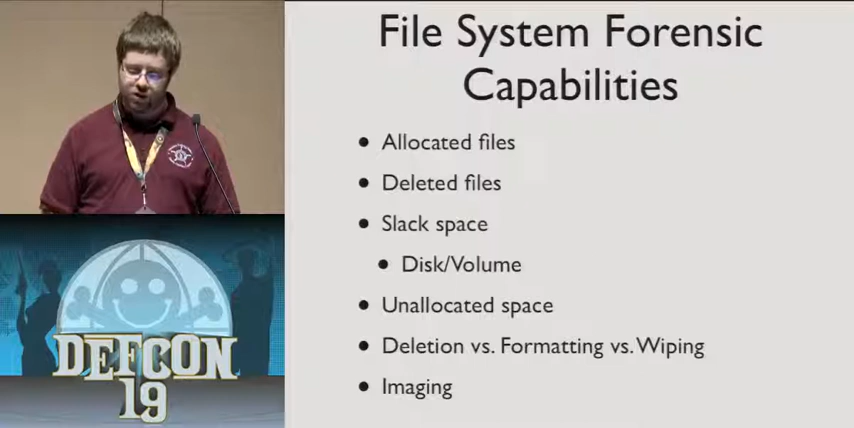 File System Forensic
Capabilities
• Allocated files
• Deleted files
• Slack space
• Disk/Volume
• Unallocated space
• Deletion vs. Formatting vs. Wiping
• Imaging
DEFCON
19